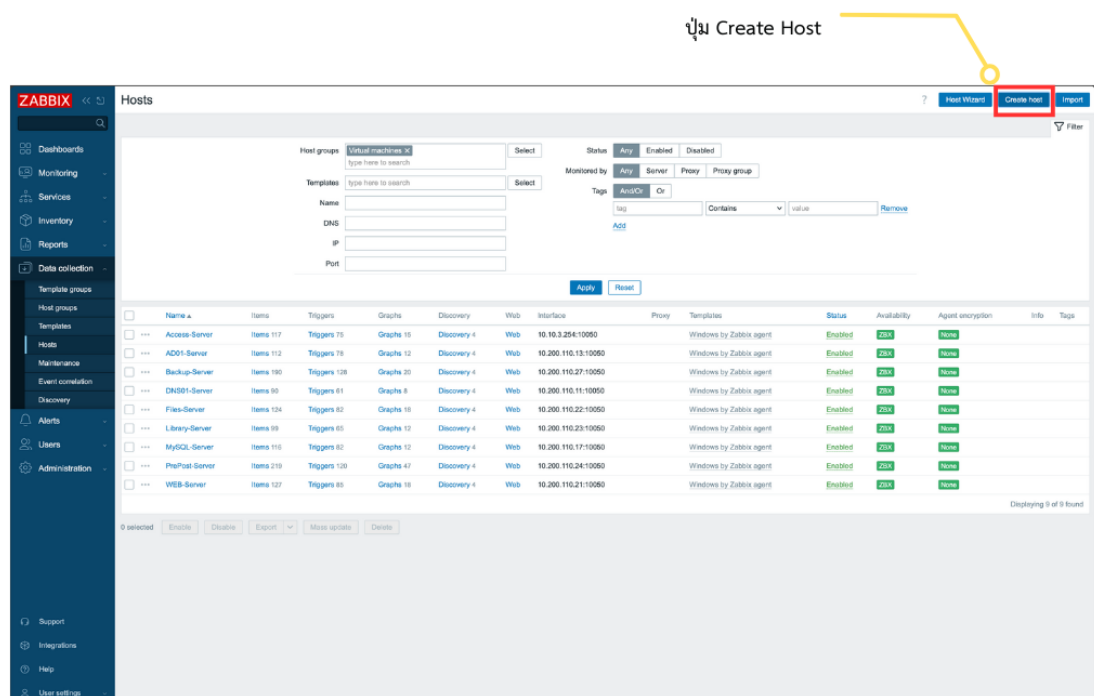 ปุ่ม Create Host
ZABBIX
Hosts
? Host Wizard Create host Import
Filter
Dashboards
Monitoring
Services
Inventory
Reports
Data collection
Template groups
Host groups
Templates
Hosts
Maintenance
Event correlation
Discovery
Alerts
Users
Administration
Support
Integrations
Help
User settings
Host groups Virtual machines × Select
type here to search
Templates type here to search Select
Name
DNS
IP
Port
Status Any Enabled Disabled
Monitored by Any Server Proxy Proxy group
Tags And/Or Or
tag Contains value Remove
Add
Apply Reset
Name Items Triggers Graphs Discovery Web Interface Proxy Templates Status Availability Agent encryption Info Tags
Access-Server Items 117 Triggers 75 Graphs 15 Discovery 4 Web 10.10.3.254:10050 Windows by Zabbix agent Enabled ZBX None
AD01-Server Items 112 Triggers 78 Graphs 12 Discovery 4 Web 10.200.110.13:10050 Windows by Zabbix agent Enabled ZBX None
Backup-Server Items 190 Triggers 128 Graphs 20 Discovery 4 Web 10.200.110.27:10050 Windows by Zabbix agent Enabled ZBX None
DNS01-Server Items 90 Triggers 61 Graphs 8 Discovery 4 Web 10.200.110.11:10050 Windows by Zabbix agent Enabled ZBX None
Files-Server Items 124 Triggers 82 Graphs Discovery 4 Web 10.200.110.22:10050 Windows by Zabbix agent Enabled ZBX None
Library-Server Items Triggers 65 Graphs 12 Discovery 4 Web 10.200.110.23:10050 Windows by Zabbix agent Enabled ZBX None
MySQL-Server Items 116 Triggers 82 Graphs 12 Discovery 4 Web 10.200.110.17:10050 Windows by Zabbix agent Enabled ZBX None
PrePost-Server Items 219 Triggers 120 Graphs 47 Discovery 4 Web 10.200.110.24:10050 Windows by Zabbix agent Enabled ZBX None
WEB-Server Items 127 Triggers 85 Graphs 18 Discovery 4 Web 10.200.110.21:10050 Windows by Zabbix agent Enabled ZBX None
Displaying 9 of 9 found
0 selected Enable Disable Export Mass update Delete